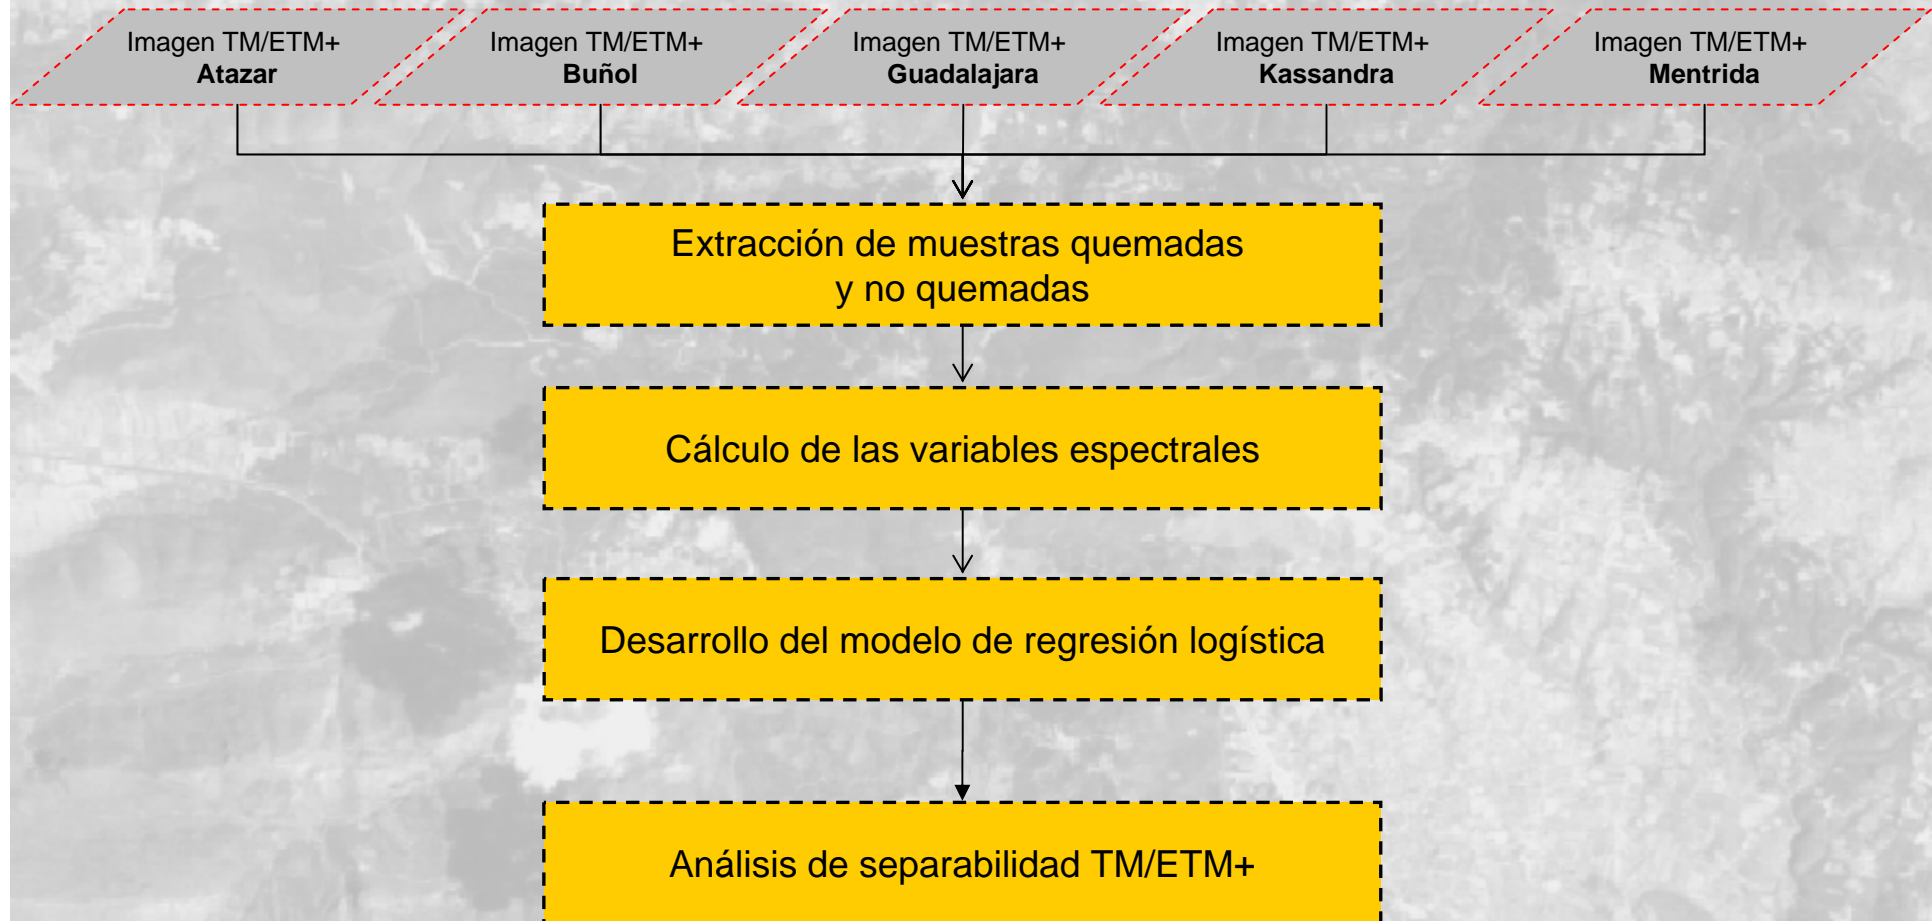 Imagen TM/ETM+
Atazar
Imagen TM/ETM+
Buñol
Imagen TM/ETM+
Guadalajara
Imagen TM/ETM+
Kassandra
Imagen TM/ETM+
Mentrida
Extracción de muestras quemadas
y no quemadas
Cálculo de las variables espectrales
Desarrollo del modelo de regresión logística
Análisis de separabilidad TM/ETM+